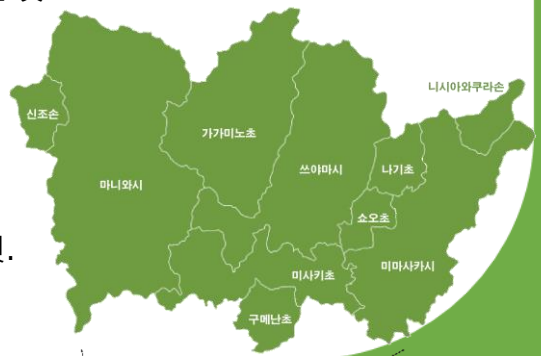 니시아와쿠라손
신조손
가가미노초
마니와시
쓰야마시
나기초
쇼오초
미마사카시
미사키초
구메난초